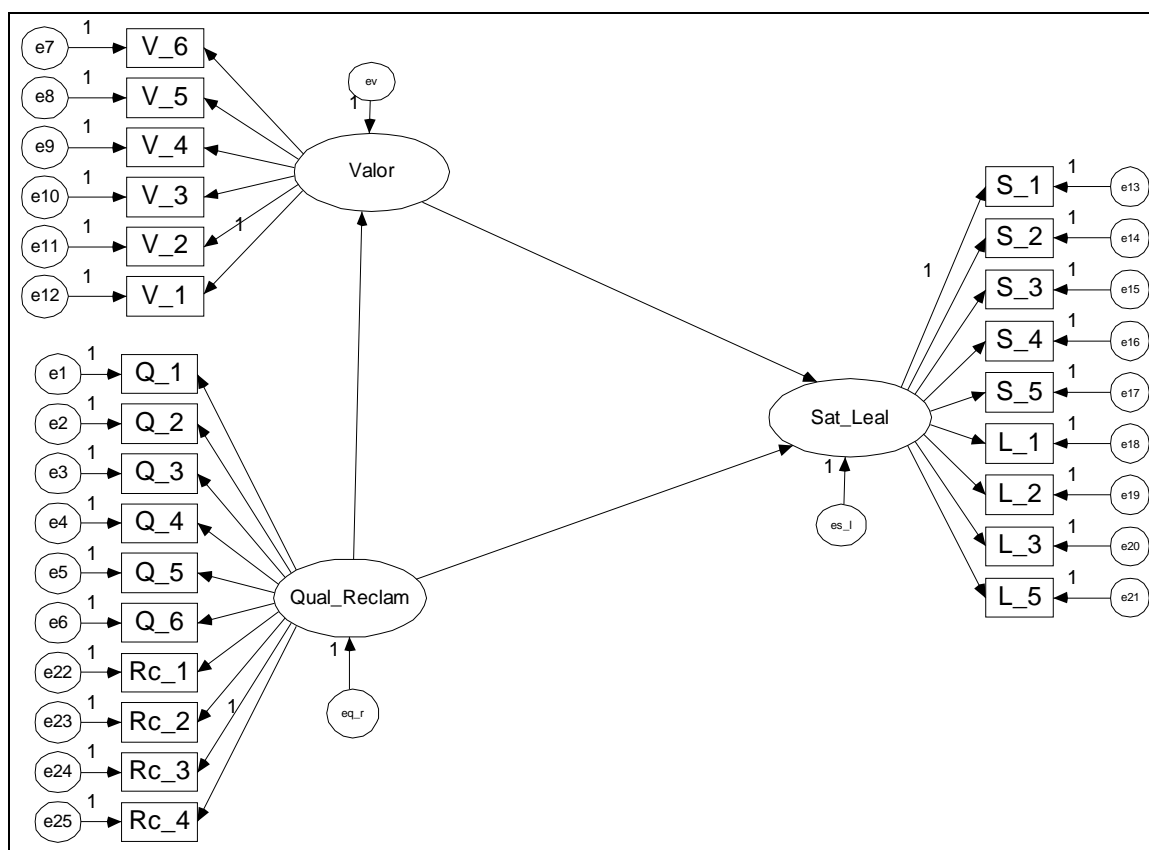 e7 1 V_6
e8 1 V_5
e9 1 V_4
e10 1 V_3
e11 1 V_2 1
e12 1 V_1
ev
1
Valor
e1 1 Q_1
e2 1 Q_2
e3 1 Q_3
e4 1 Q_4
e5 1 Q_5
e6 1 Q_6
e22 1 Rc_1
e23 1 Rc_2 1
e24 1 Rc_3
e25 1 Rc_4
Qual_Reclam
1
eq_r
Sat_Leal
1
es_l
S_1 1 e13
1 S_2 1 e14
S_3 1 e15
S_4 1 e16
S_5 1 e17
L_1 1 e18
L_2 1 e19
L_3 1 e20
L_5 1 e21